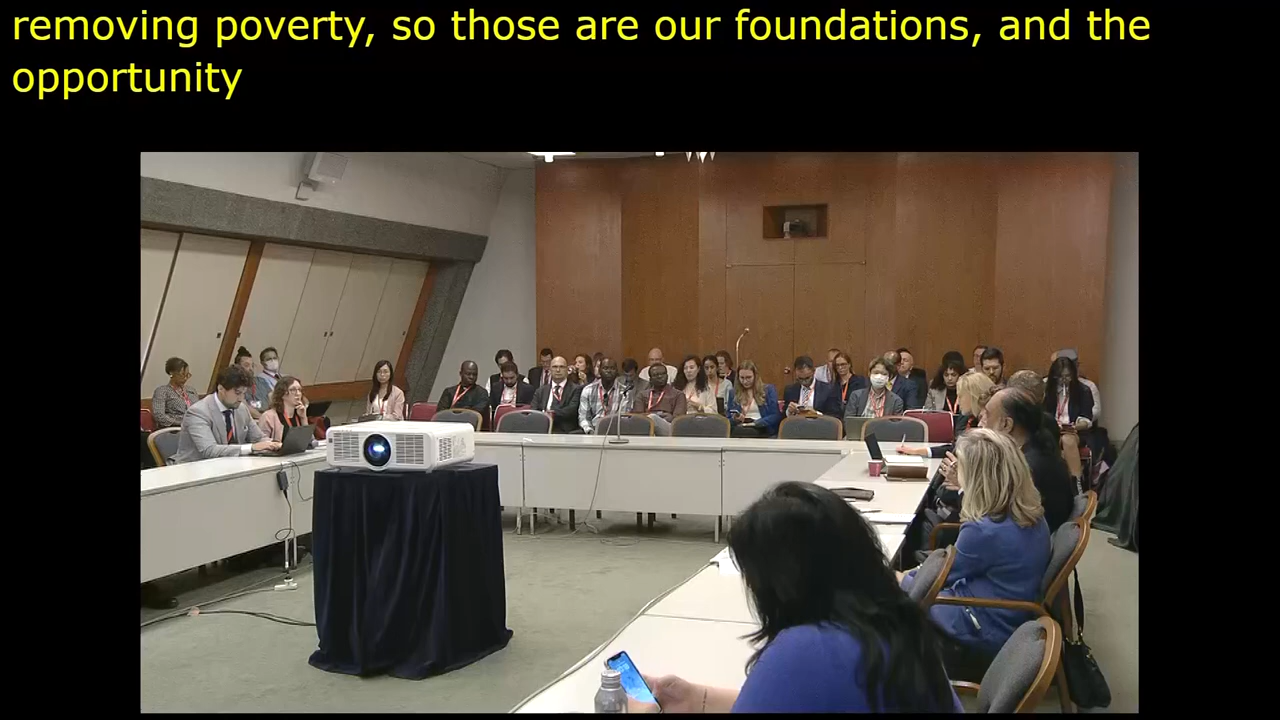 removing poverty, so those are our foundations, and the
opportunity